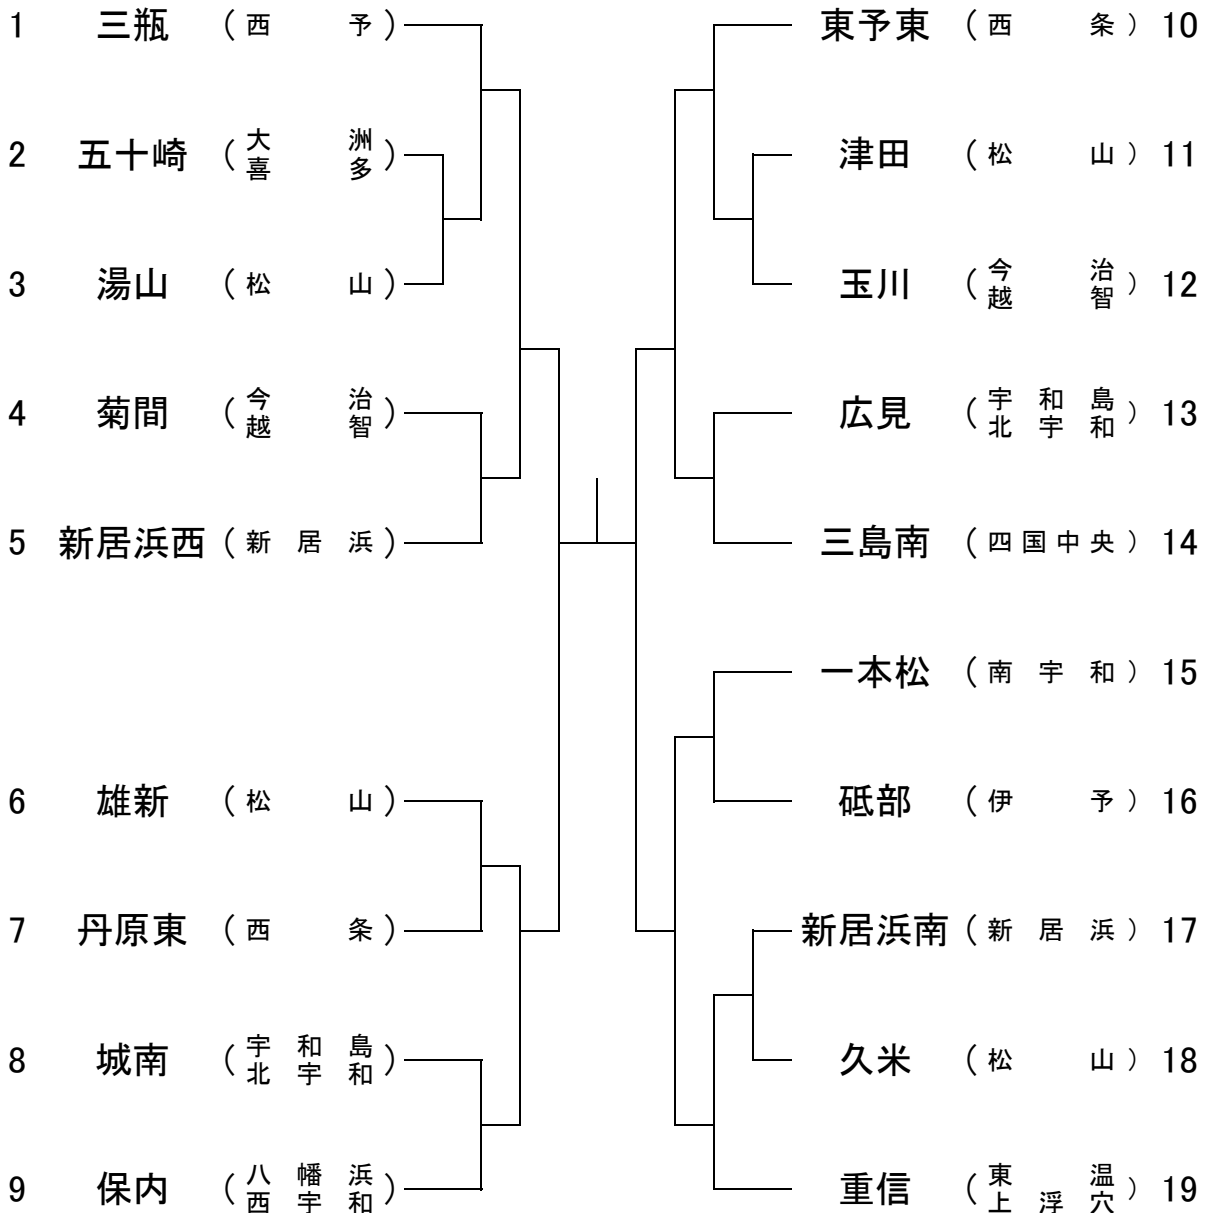 1 三瓶 (西予)
2 五十崎 (大洲喜多)
3 湯山 (松山)
4 菊間 (今治越智)
5 新居浜西 (新居浜)
6 雄新 (松山)
7 丹原東 (西条)
8 城南 (宇和島北宇和)
9 保内 (八幡浜西宇和)
東予東 (西条) 10
津田 (松山) 11
玉川 (今治越智) 12
広見 (宇和島北宇和) 13
三島南 (四国中央) 14
一本松 (南宇和) 15
砥部 (伊予) 16
新居浜南 (新居浜) 17
久米 (松山) 18
重信 (東温上浮穴) 19